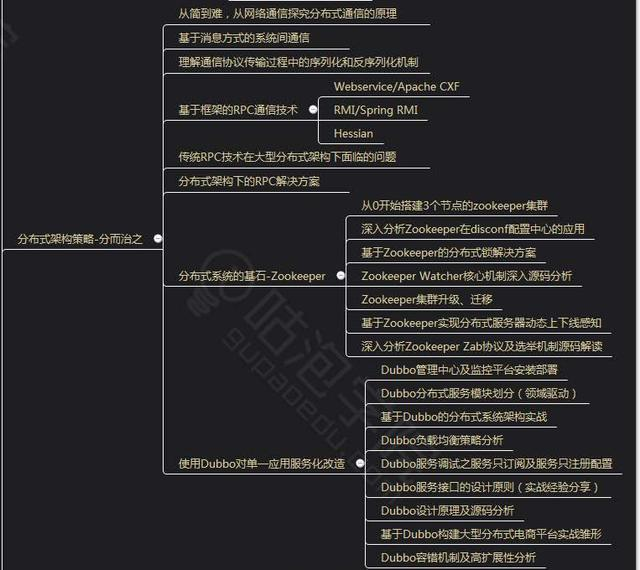 从简到难，从网络通信探究分布式通信的原理
基于消息方式的系统间通信
理解通信协议传输过程中的序列化和反序列化机制
基于框架的RPC通信技术
Webservice/Apache CXF
RMI/Spring RMI
Hessian
传统RPC技术在大型分布式架构下面临的问题
分布式架构下的RPC解决方案
分布式架构策略-分而治之
分布式系统的基石-Zookeeper
从0开始搭建3个节点的zookeeper集群
深入分析Zookeeper在disconf配置中心的应用
基于Zookeeper的分布式锁解决方案
Zookeeper Watcher核心机制深入源码分析
Zookeeper集群升级、迁移
基于Zookeeper实现分布式服务器动态上下线感知
深入分析Zookeeper Zab协议及选举机制源码解读
使用Dubbo对单一应用服务化改造
Dubbo管理中心及监控平台安装部署
Dubbo分布式服务模块划分（领域驱动）
基于Dubbo的分布式系统架构实战
Dubbo负载均衡策略分析
Dubbo服务调试之服务只订阅及服务只注册配置
Dubbo服务接口的设计原则（实战经验分享）
Dubbo设计原理及源码分析
基于Dubbo构建大型分布式电商平台实战雏形
Dubbo容错机制及高扩展性分析
咕泡学院
gupaoedu.com